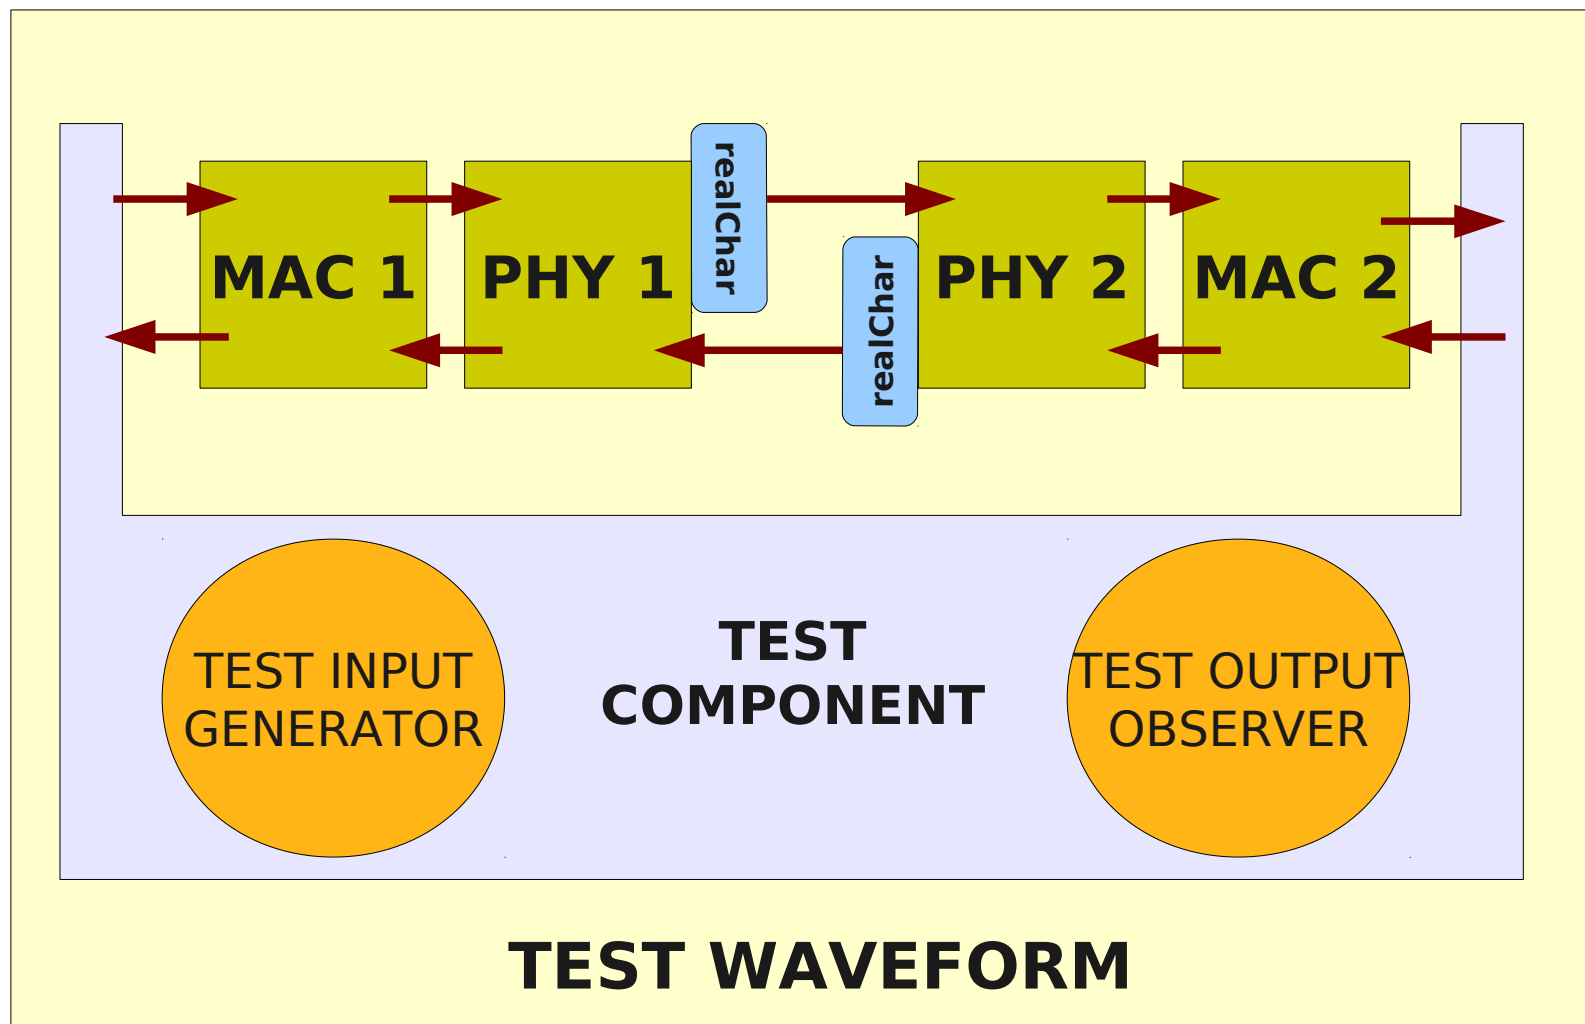 realChar
MAC 1
PHY 1
realChar
PHY 2
MAC 2
TEST
COMPONENT
TEST INPUT
GENERATOR
TEST OUTPUT
OBSERVER
TEST WAVEFORM